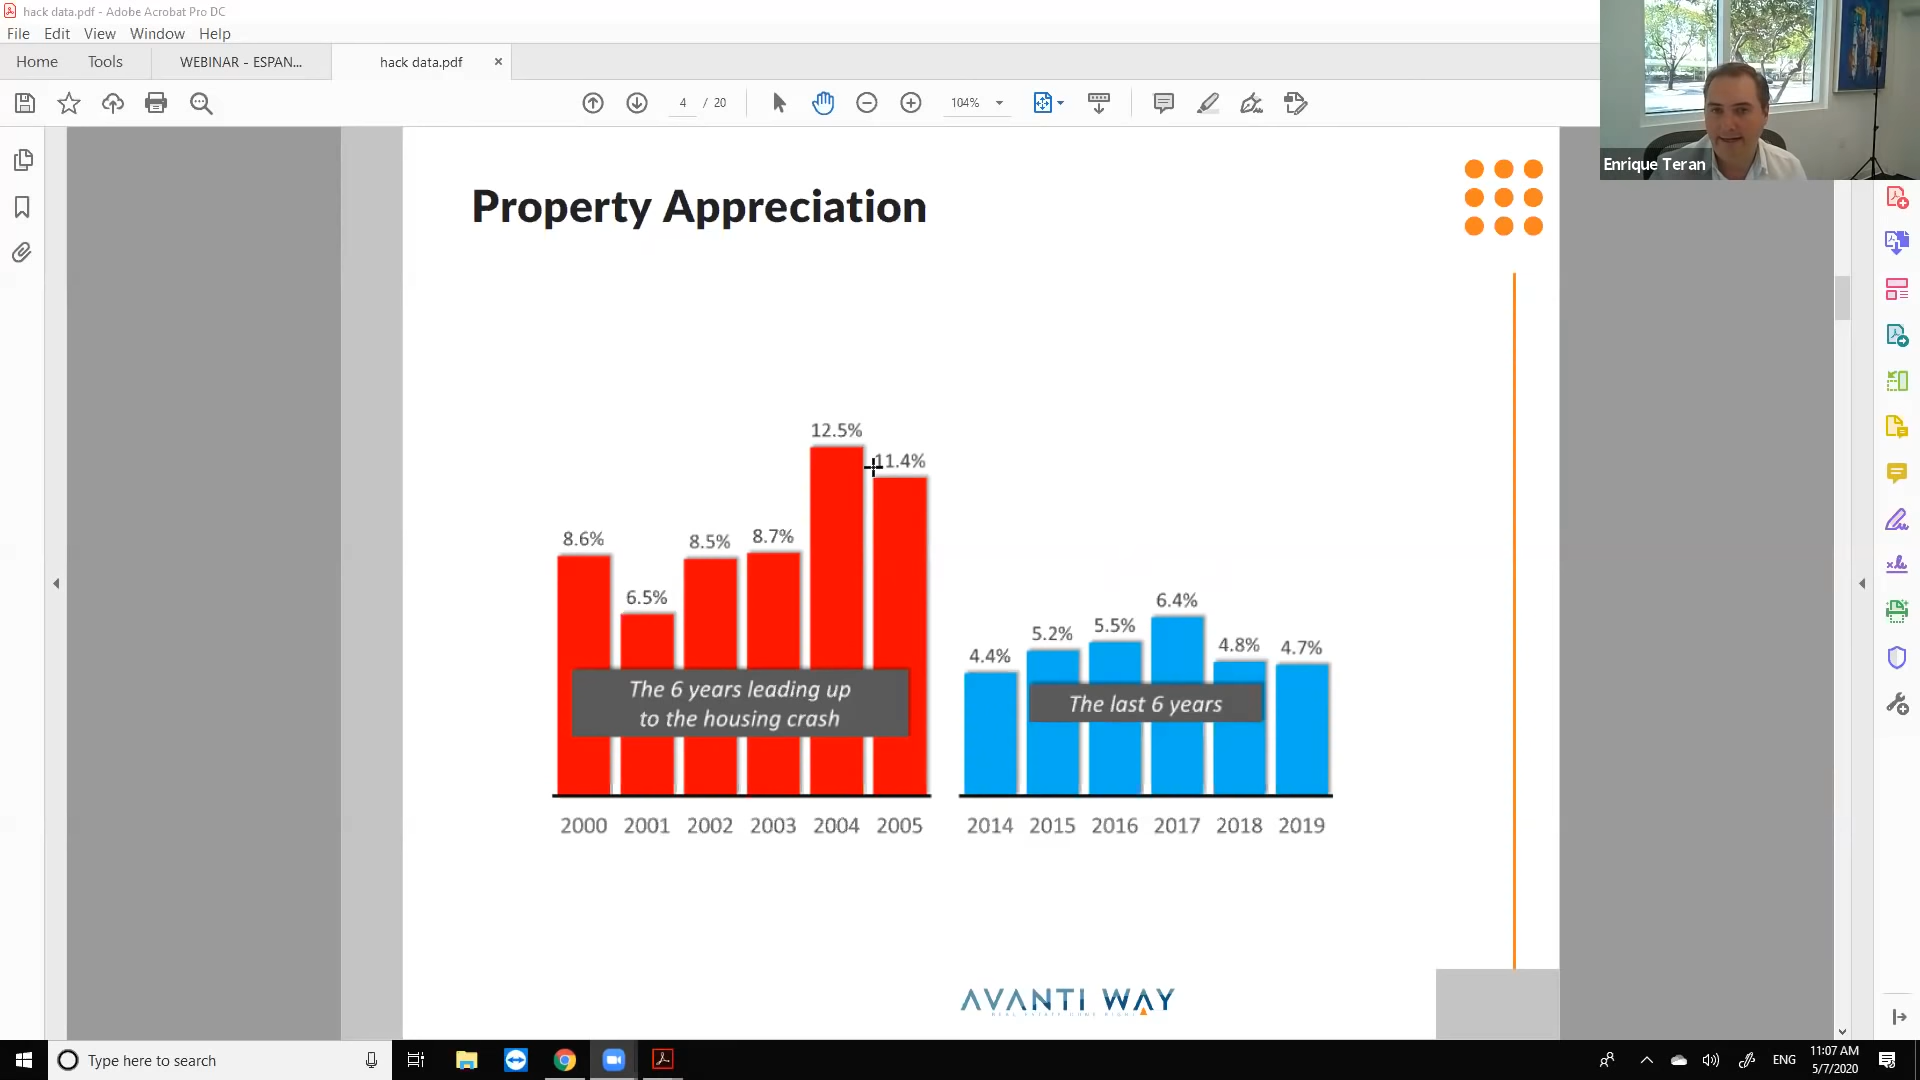 hack data.pdf - Adobe Acrobat Pro DC
File Edit View Window Help
Home Tools WEBINAR - ESPAN... hack data.pdf ×
4 / 20 104%
Enrique Teran
Property Appreciation
12.5%
11.4%
8.6% 8.5% 8.7%
6.5%
6.4%
5.2% 5.5%
4.4% 4.8% 4.7%
The 6 years leading up
to the housing crash
The last 6 years
2000 2001 2002 2003 2004 2005 2014 2015 2016 2017 2018 2019
AVANTI WAY
Type here to search
ENG
11:07 AM
5/7/2020